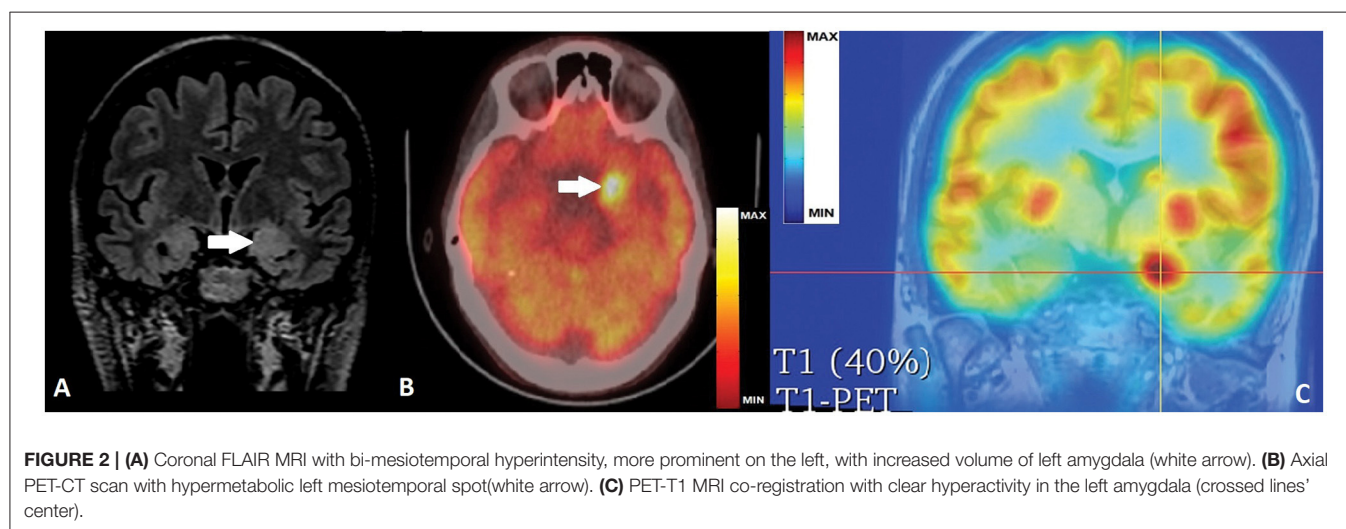 A
B
MAX
MIN
MAX
MIN
T1 (40%)
T1-PET
C
FIGURE 2 | (A) Coronal FLAIR MRI with bi-mesiotemporal hyperintensity, more prominent on the left, with increased volume of left amygdala (white arrow). (B) Axial
PET-CT scan with hypermetabolic left mesiotemporal spot(white arrow). (C) PET-T1 MRI co-registration with clear hyperactivity in the left amygdala (crossed lines'
center).